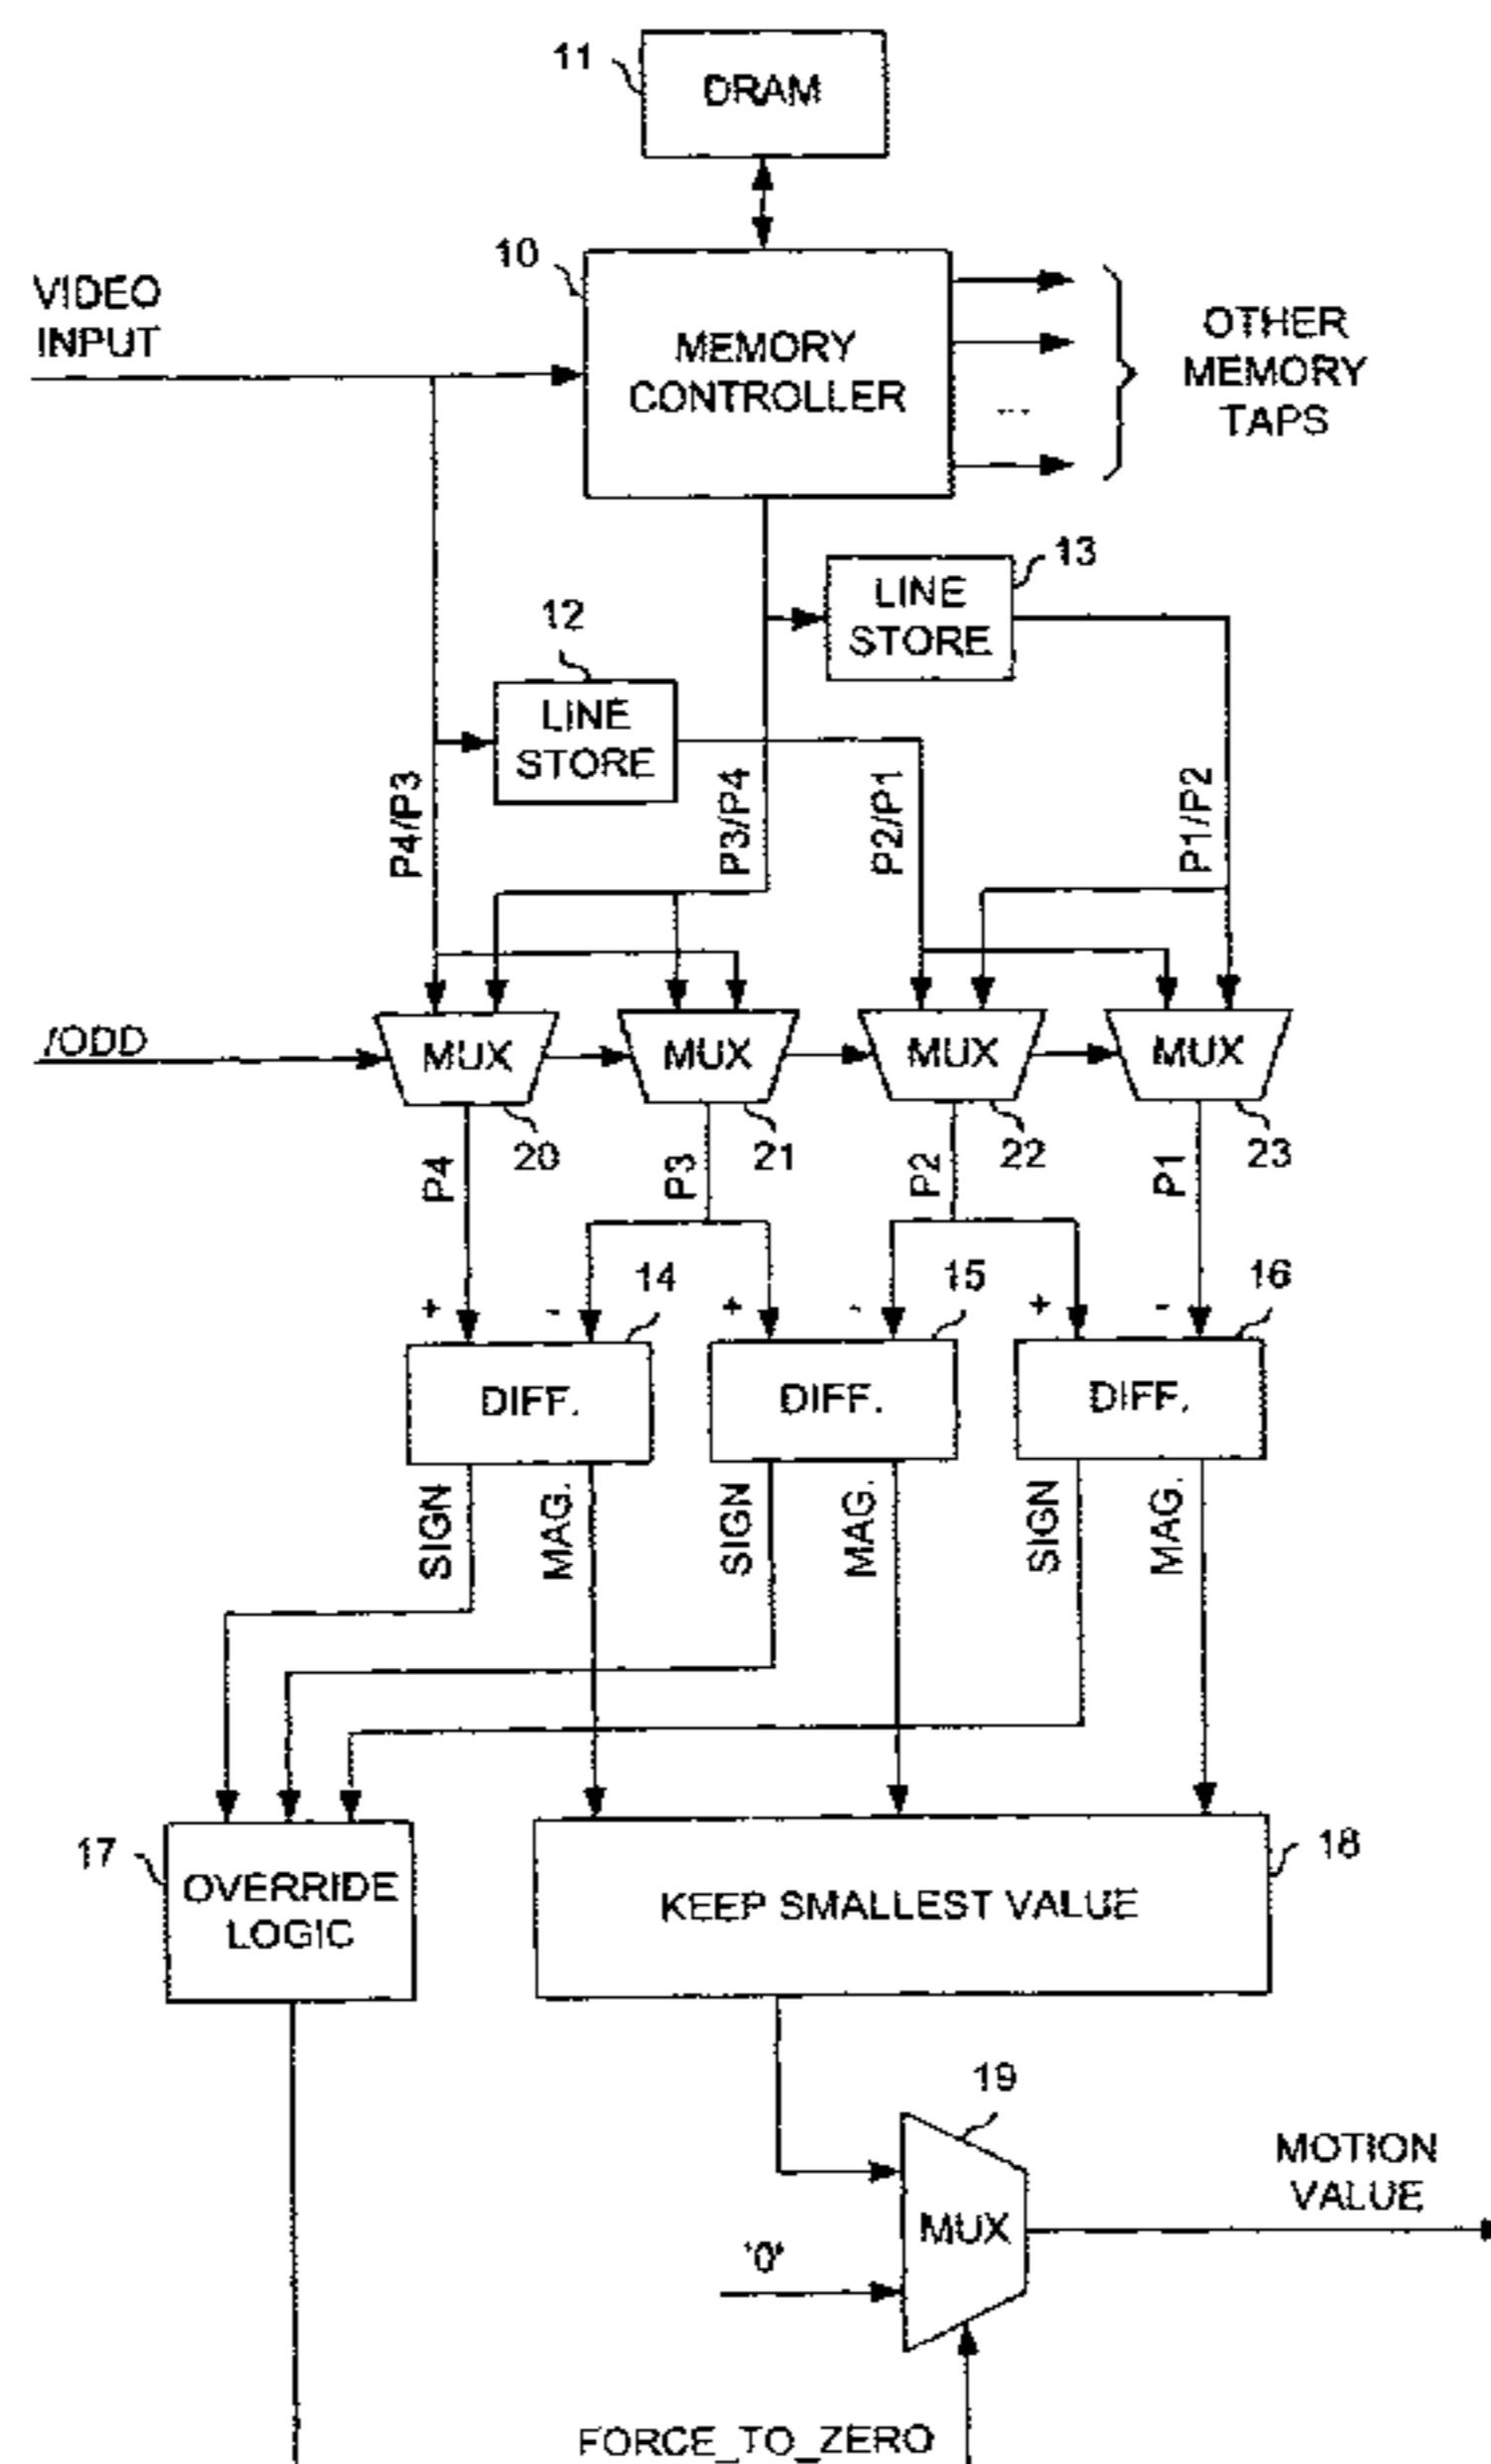 11
DRAM
10
VIDEO
INPUT
MEMORY
CONTROLLER
...
OTHER
MEMORY
TAPS
13
LINE
STORE
12
LINE
STORE
P4/P3
P3/P4
P2/P1
P1/P2
/ODD
MUX
MUX
MUX
MUX
20
21
22
23
P4
P3
P2
P1
14
15
16
+
-
+
-
+
-
DIFF.
DIFF.
DIFF.
SIGN
MAG.
SIGN
MAG.
SIGN
MAG.
17
OVERRIDE
LOGIC
KEEP SMALLEST VALUE
18
19
MUX
MOTION
VALUE
'0'
FORCE_TO_ZERO